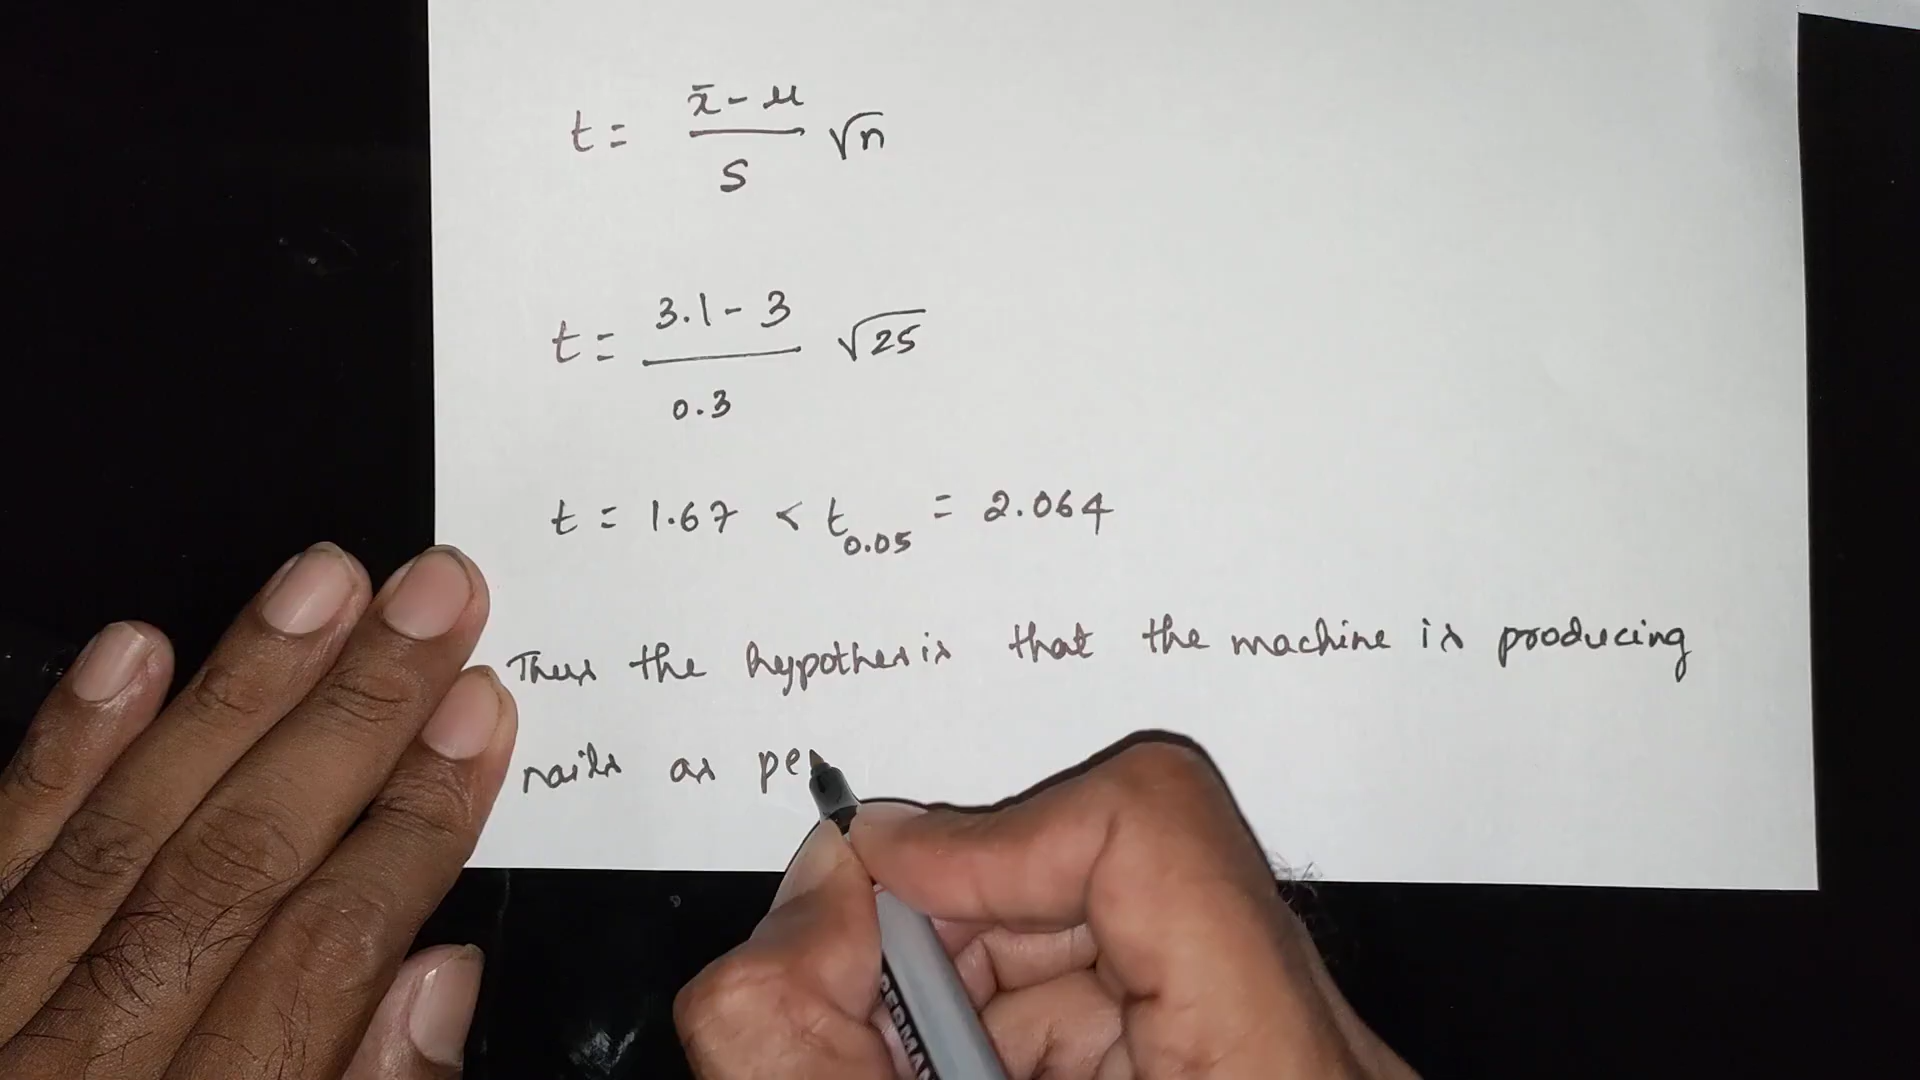 t = x̄ - μ / S √n
t = 3.1 - 3 / 0.3 √25
t = 1.67 < t0.05 = 2.064
Thus the hypothesis that the machine is producing
nails as pe
PERMAN